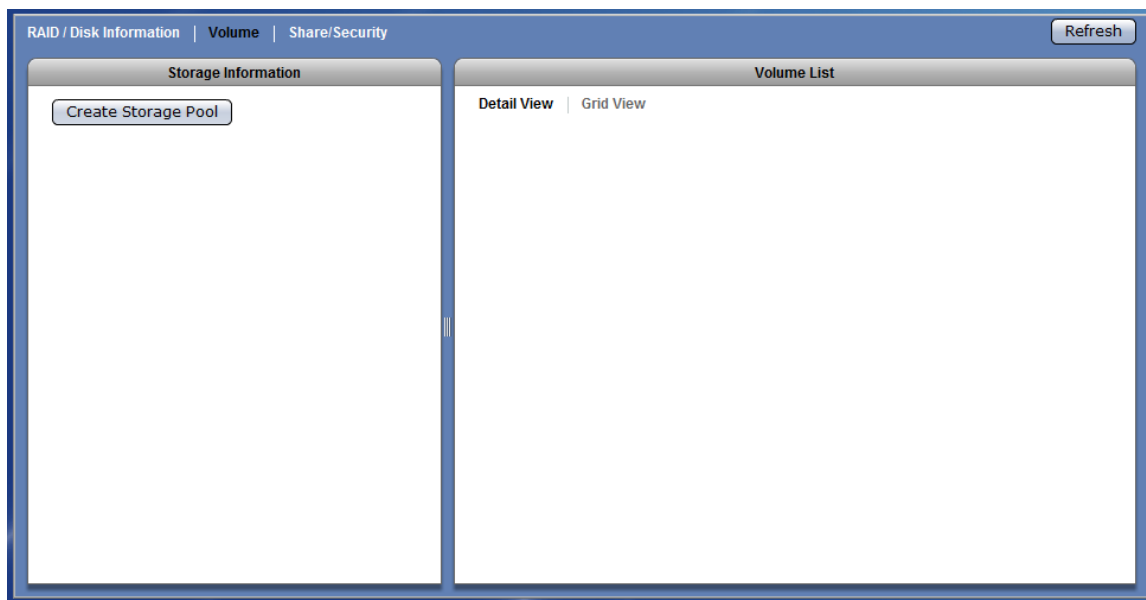 RAID / Disk Information | Volume | Share/Security
Refresh
Storage Information
Create Storage Pool
Volume List
Detail View | Grid View